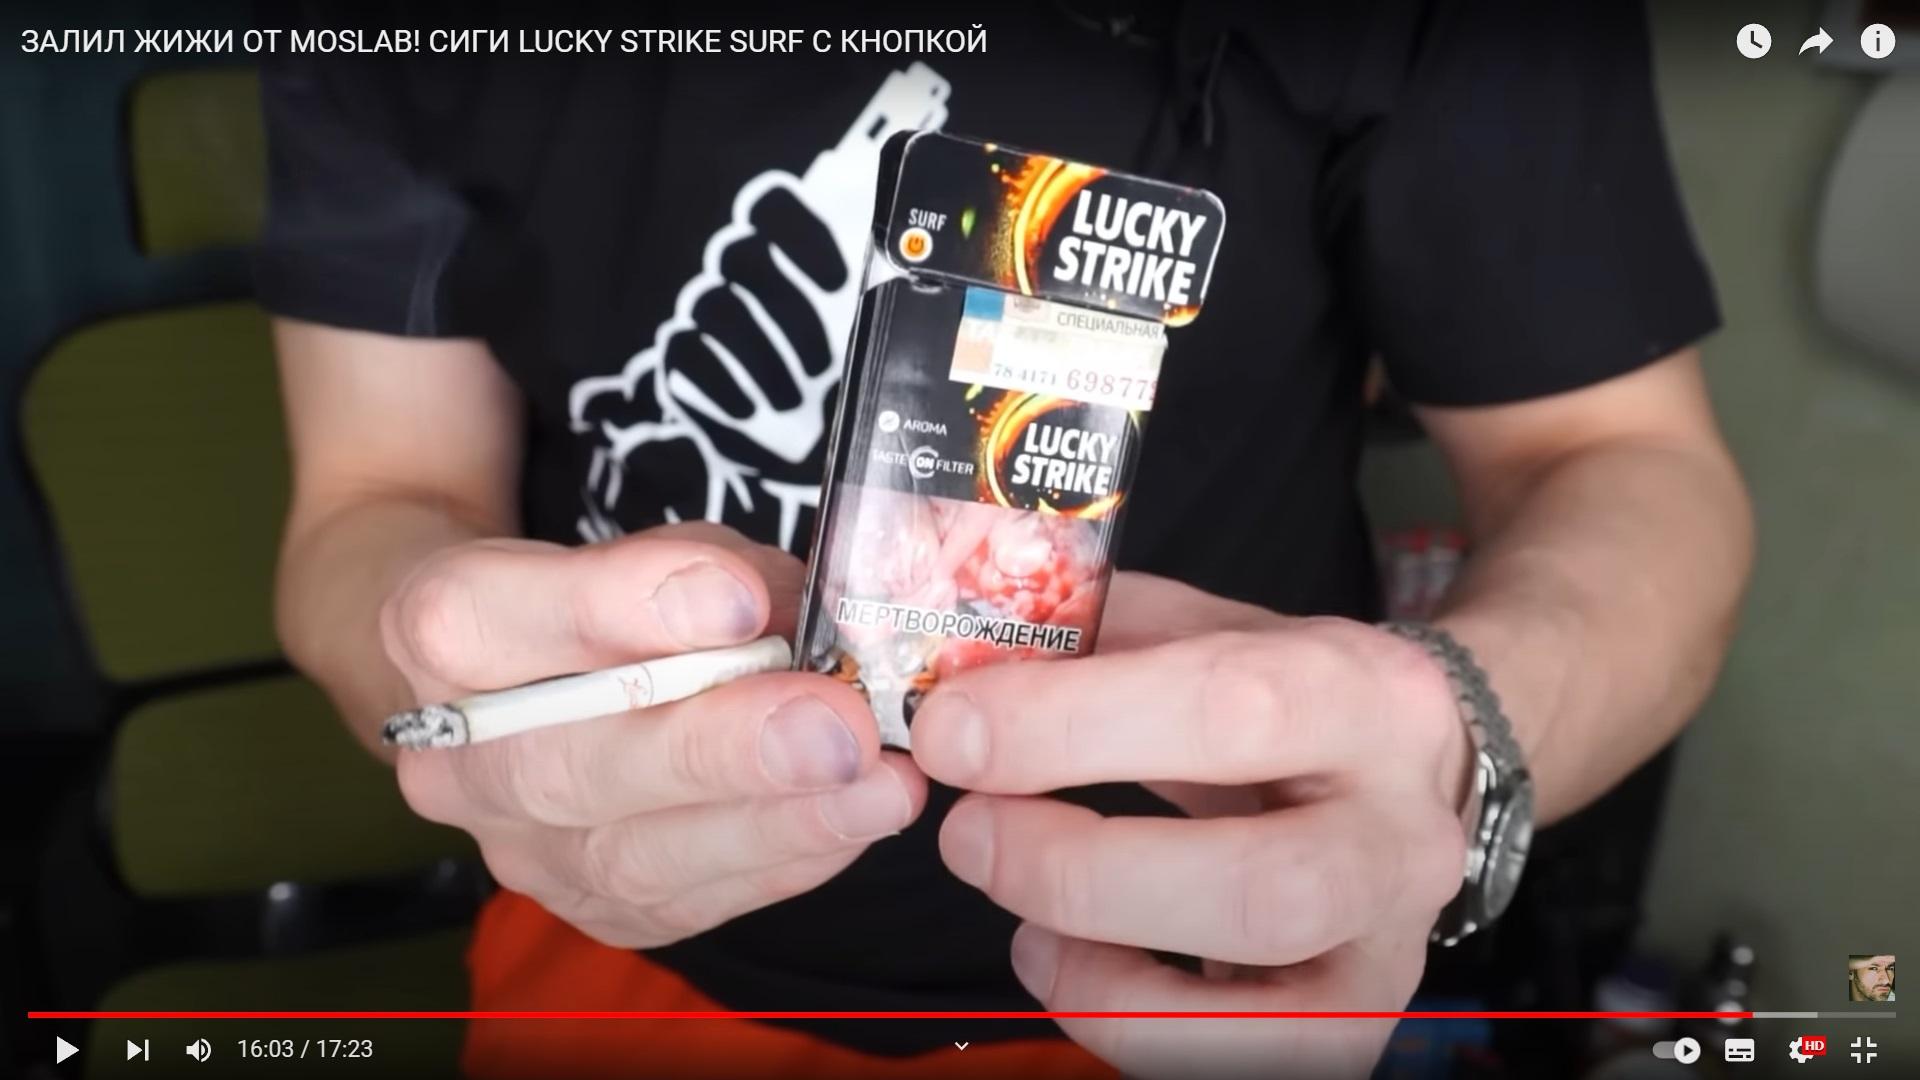 ЗАЛИЛ ЖИЖИ ОТ MOSLAB! СИГИ LUCKY STRIKE SURF С КНОПКОЙ
SURF
LUCKY
STRIKE
СПЕЦИАЛЬНАЯ
78 4171 69877
AROMA
TASTE ON FILTER
LUCKY
STRIKE
МЕРТВОРОЖДЕНИЕ
16:03 / 17:23
HD